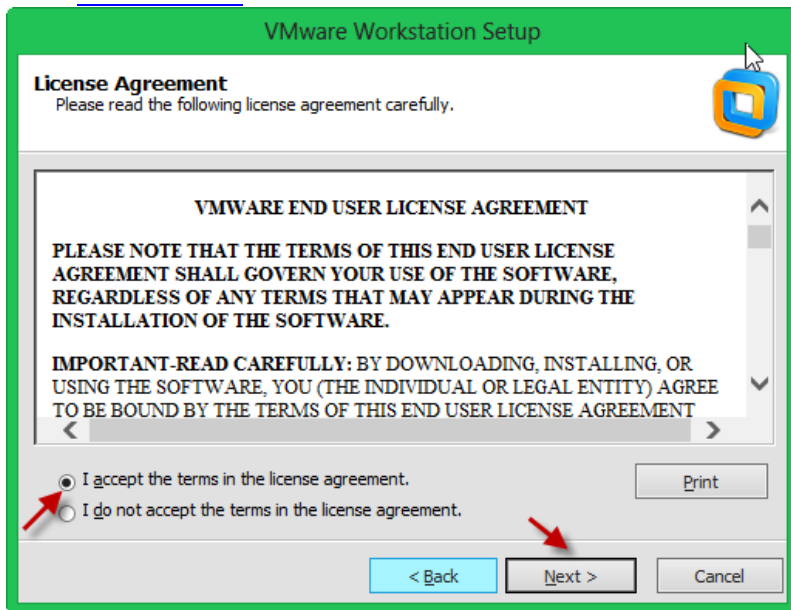 VMware Workstation Setup
License Agreement
Please read the following license agreement carefully.
VMWARE END USER LICENSE AGREEMENT
PLEASE NOTE THAT THE TERMS OF THIS END USER LICENSE
AGREEMENT SHALL GOVERN YOUR USE OF THE SOFTWARE,
REGARDLESS OF ANY TERMS THAT MAY APPEAR DURING THE
INSTALLATION OF THE SOFTWARE.
IMPORTANT-READ CAREFULLY: BY DOWNLOADING, INSTALLING, OR
USING THE SOFTWARE, YOU (THE INDIVIDUAL OR LEGAL ENTITY) AGREE
TO BE BOUND BY THE TERMS OF THIS END USER LICENSE AGREEMENT
I accept the terms in the license agreement.
Print
I do not accept the terms in the license agreement.
< Back
Next >
Cancel